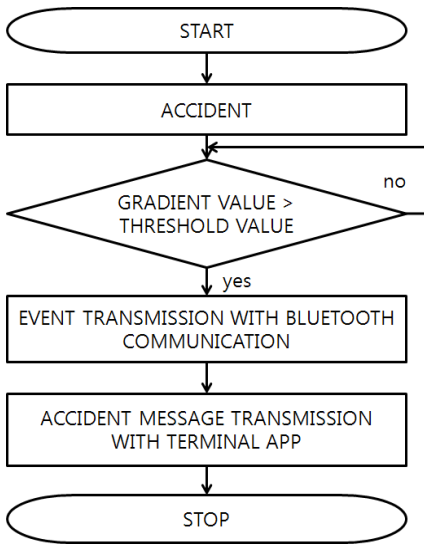 START
ACCIDENT
GRADIENT VALUE >
THRESHOLD VALUE
no
yes
EVENT TRANSMISSION WITH BLUETOOTH
COMMUNICATION
ACCIDENT MESSAGE TRANSMISSION
WITH TERMINAL APP
STOP